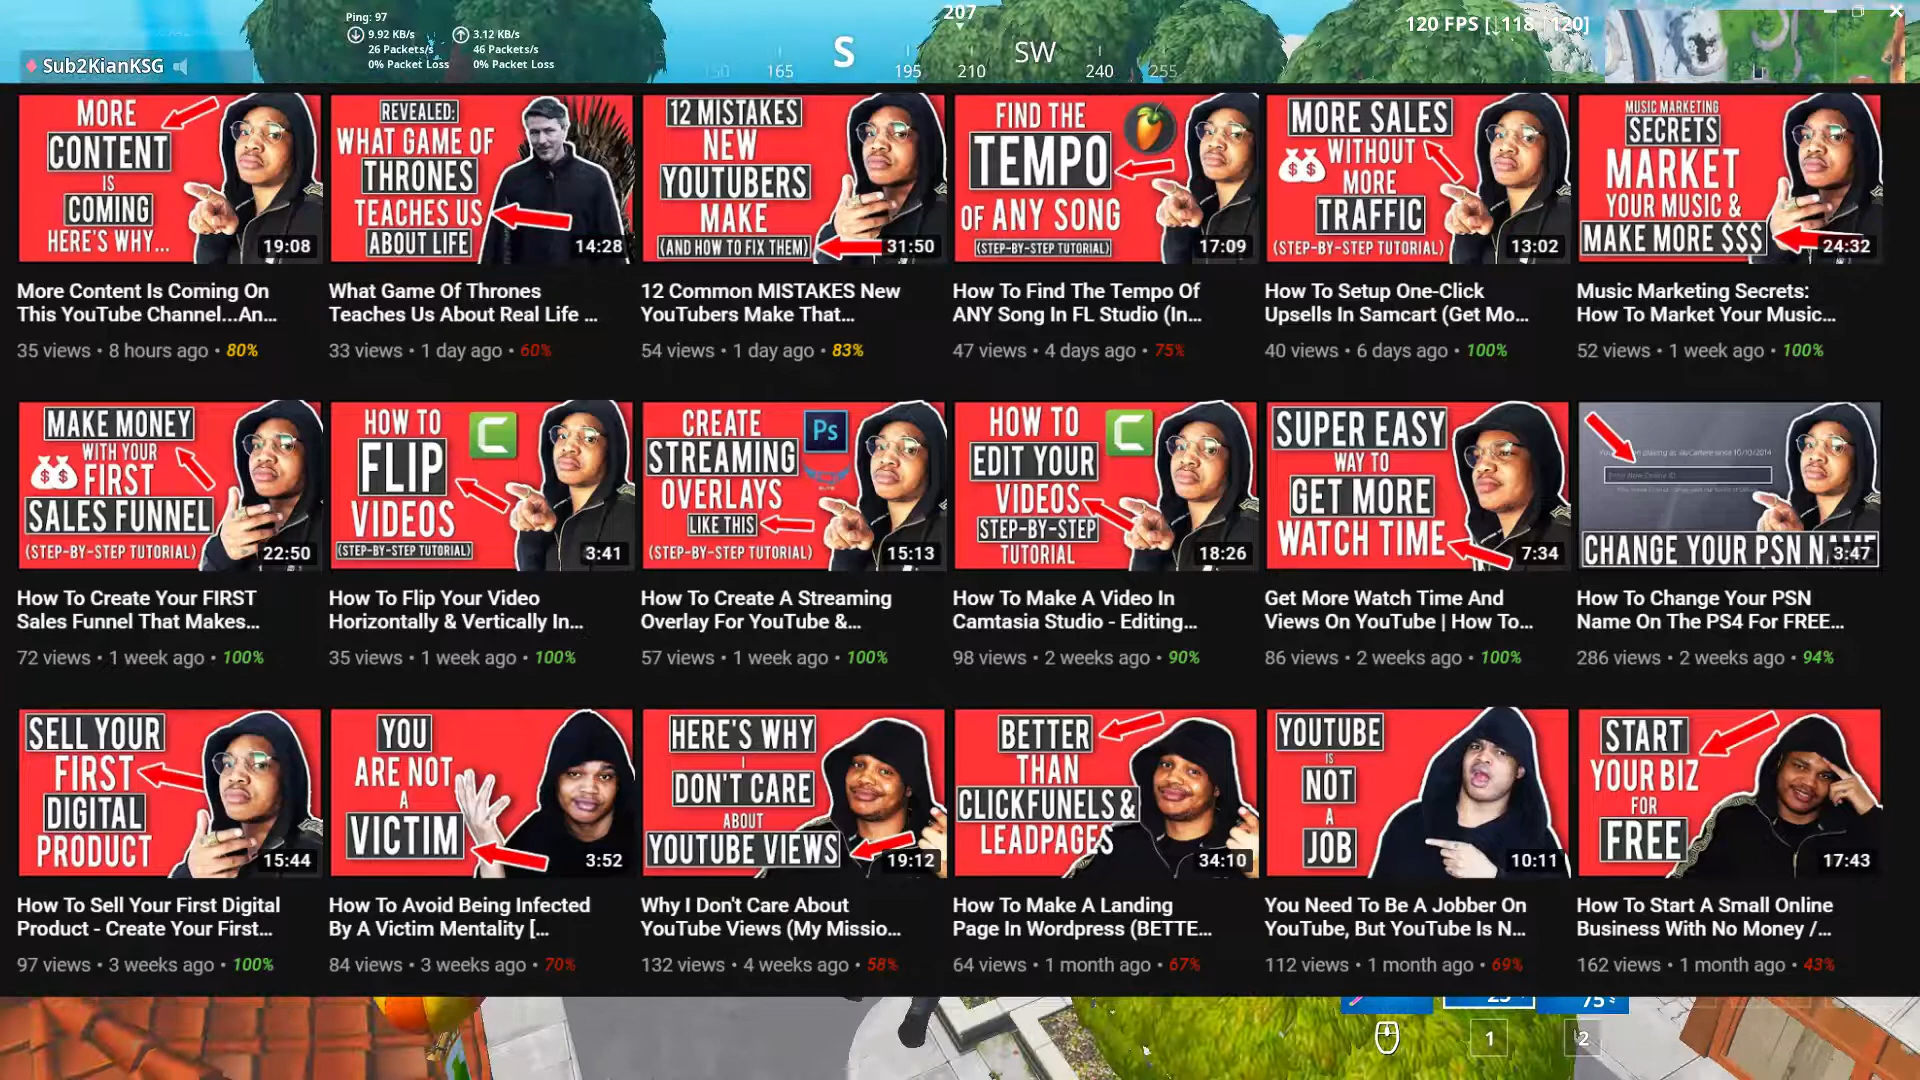 207
Ping: 97
9.92 KB/s
3.12 KB/s
26 Packets/s
46 Packets/s
0% Packet Loss
0% Packet Loss
120 FPS [↓118 120]
Sub2KianKSG
150 165 S 195 210 SW 240 255
MORE
CONTENT
IS
COMING
HERE'S WHY...
19:08
REVEALED:
WHAT GAME OF
THRONES
TEACHES US
ABOUT LIFE
14:28
12 MISTAKES
NEW
YOUTUBERS
MAKE
(AND HOW TO FIX THEM)
31:50
FIND THE
TEMPO
OF ANY SONG
(STEP-BY-STEP TUTORIAL)
17:09
MORE SALES
WITHOUT
MORE
TRAFFIC
(STEP-BY-STEP TUTORIAL)
13:02
MUSIC MARKETING
SECRETS
MARKET
YOUR MUSIC &
MAKE MORE $$$
24:32
More Content Is Coming On
This YouTube Channel...An...
35 views • 8 hours ago • 80%
What Game Of Thrones
Teaches Us About Real Life ...
33 views • 1 day ago • 60%
12 Common MISTAKES New
YouTubers Make That...
54 views • 1 day ago • 83%
How To Find The Tempo Of
ANY Song In FL Studio (In...
47 views • 4 days ago • 75%
How To Setup One-Click
Upsells In Samcart (Get Mo...
40 views • 6 days ago • 100%
Music Marketing Secrets:
How To Market Your Music...
52 views • 1 week ago • 100%
MAKE MONEY
WITH YOUR
FIRST
SALES FUNNEL
(STEP-BY-STEP TUTORIAL)
22:50
HOW TO
FLIP
VIDEOS
(STEP-BY-STEP TUTORIAL)
3:41
CREATE
STREAMING
OVERLAYS
LIKE THIS
(STEP-BY-STEP TUTORIAL)
Ps
15:13
HOW TO
EDIT YOUR
VIDEOS
STEP-BY-STEP
TUTORIAL
18:26
SUPER EASY
WAY TO
GET MORE
WATCH TIME
7:34
CHANGE YOUR PSN NAME
3:47
How To Create Your FIRST
Sales Funnel That Makes...
72 views • 1 week ago • 100%
How To Flip Your Video
Horizontally & Vertically In...
35 views • 1 week ago • 100%
How To Create A Streaming
Overlay For YouTube &...
57 views • 1 week ago • 100%
How To Make A Video In
Camtasia Studio - Editing...
98 views • 2 weeks ago • 90%
Get More Watch Time And
Views On YouTube | How To...
86 views • 2 weeks ago • 100%
How To Change Your PSN
Name On The PS4 For FREE...
286 views • 2 weeks ago • 94%
SELL YOUR
FIRST
DIGITAL
PRODUCT
15:44
YOU
ARE NOT
A
VICTIM
3:52
HERE'S WHY
I
DON'T CARE
ABOUT
YOUTUBE VIEWS
19:12
BETTER
THAN
CLICKFUNELS &
LEADPAGES
34:10
YOUTUBE
IS
NOT
A
JOB
10:11
START
YOUR BIZ
FOR
FREE
17:43
How To Sell Your First Digital
Product - Create Your First...
97 views • 3 weeks ago • 100%
How To Avoid Being Infected
By A Victim Mentality [...
84 views • 3 weeks ago • 70%
Why I Don't Care About
YouTube Views (My Missio...
132 views • 4 weeks ago • 58%
How To Make A Landing
Page In Wordpress (BETTE...
64 views • 1 month ago • 67%
You Need To Be A Jobber On
YouTube, But YouTube Is N...
112 views • 1 month ago • 69%
How To Start A Small Online
Business With No Money /...
162 views • 1 month ago • 43%
75
1
2